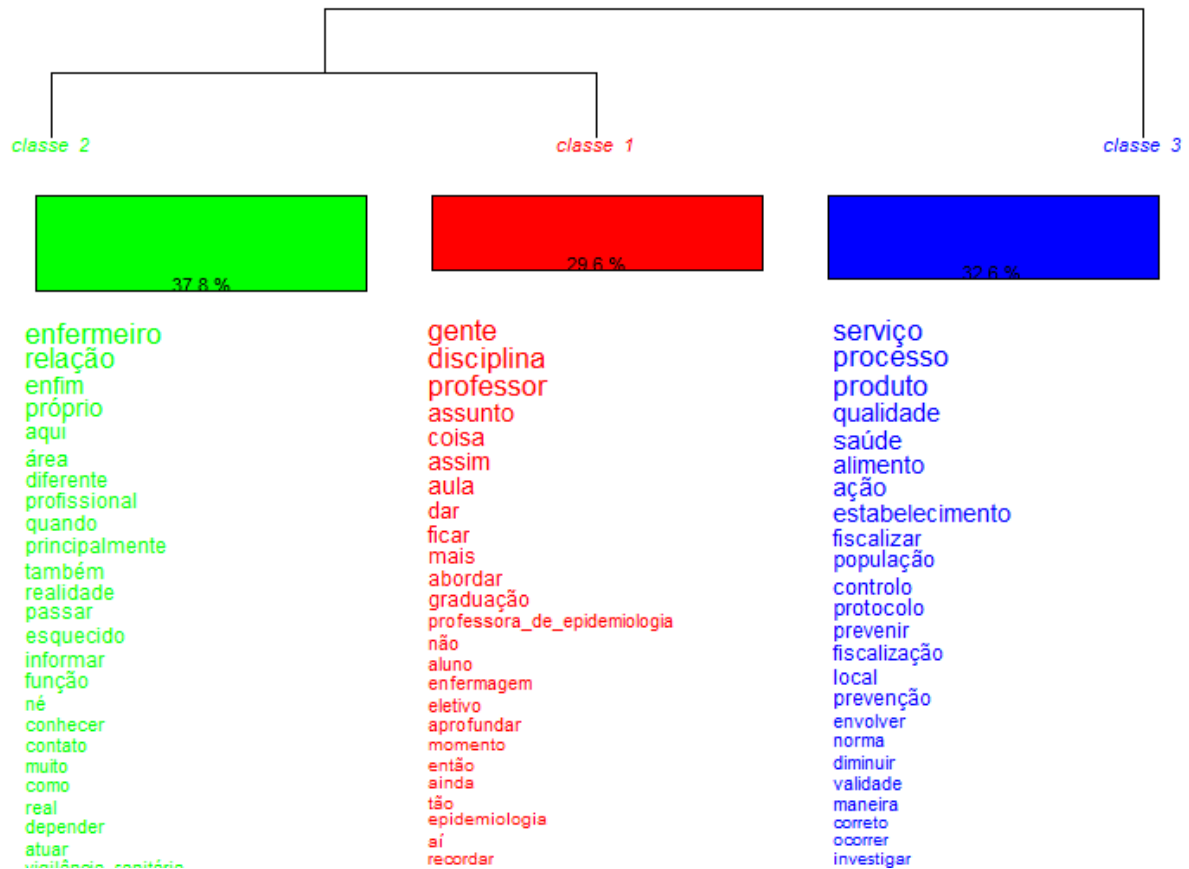 classe 2
classe 1
classe 3
37.8 %
29.6 %
32.6 %
enfermeiro
relação
enfim
próprio
aqui
área
diferente
profissional
quando
principalmente
também
realidade
passar
esquecido
informar
função
né
conhecer
contato
muito
como
real
depender
atuar
gente
disciplina
professor
assunto
coisa
assim
aula
dar
ficar
mais
abordar
graduação
professora_de_epidemiologia
não
aluno
enfermagem
eletivo
aprofundar
momento
então
ainda
tão
epidemiologia
aí
recordar
serviço
processo
produto
qualidade
saúde
alimento
ação
estabelecimento
fiscalizar
população
controlo
protocolo
prevenir
fiscalização
local
prevenção
envolver
norma
diminuir
validade
maneira
correto
ocorrer
investigar